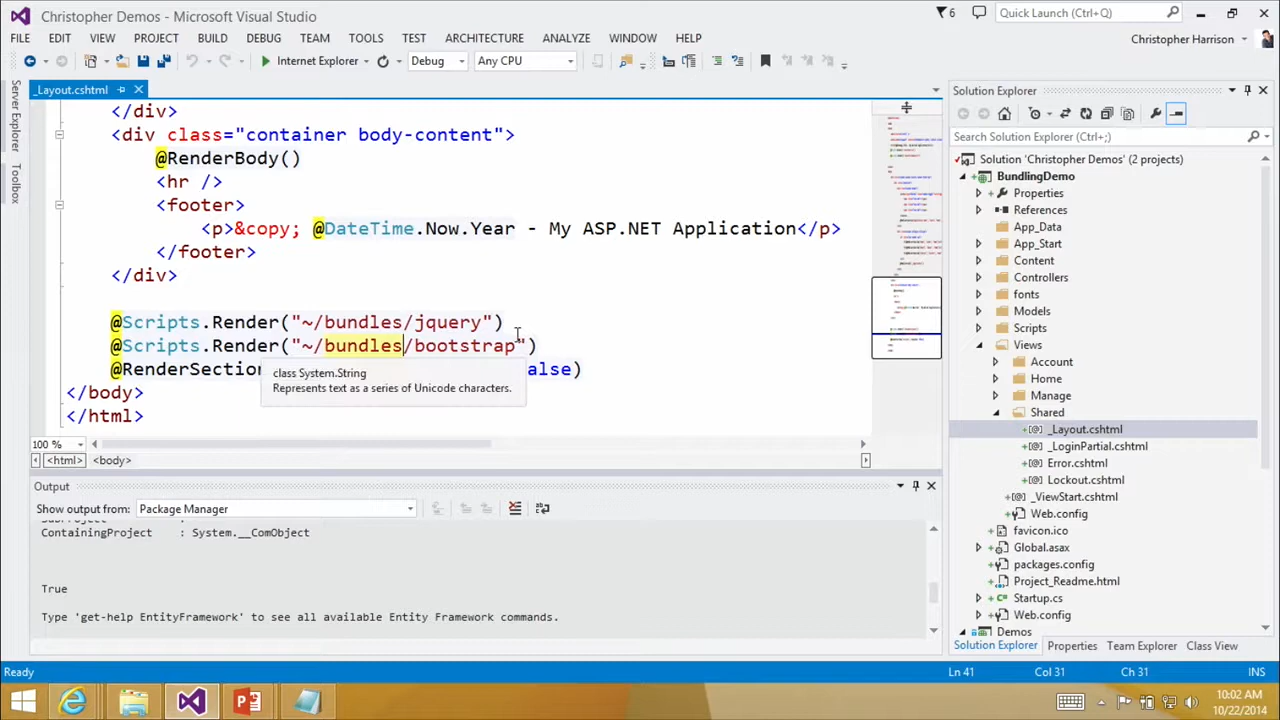 Christopher Demos - Microsoft Visual Studio
6
Quick Launch (Ctrl+Q)
FILE EDIT VIEW PROJECT BUILD DEBUG TEAM TOOLS TEST ARCHITECTURE ANALYZE WINDOW HELP
Christopher Harrison
Internet Explorer
Debug
Any CPU
Server Explorer
Toolbox
_Layout.cshtml
</div>
<div class="container body-content">
@RenderBody()
<hr />
<footer>
<p>&copy; @DateTime.Now.Year - My ASP.NET Application</p>
</footer>
</div>
@Scripts.Render("~/bundles/jquery")
@Scripts.Render("~/bundles/bootstrap")
@RenderSection alse)
class System.String
Represents text as a series of Unicode characters.
</body>
</html>
100 %
<html> <body>
Output
Show output from: Package Manager
ContainingProject : System.__ComObject
True
Type 'get-help EntityFramework' to see all available Entity Framework commands.
Solution Explorer
Search Solution Explorer (Ctrl+;)
Solution 'Christopher Demos' (2 projects)
BundlingDemo
Properties
References
App_Data
App_Start
Content
Controllers
fonts
Models
Scripts
Views
Account
Home
Manage
Shared
_Layout.cshtml
_LoginPartial.cshtml
Error.cshtml
Lockout.cshtml
_ViewStart.cshtml
Web.config
favicon.ico
Global.asax
packages.config
Project_Readme.html
Startup.cs
Web.config
Demos
Solution Explorer Properties Team Explorer Class View
Ready
Ln 41 Col 31 Ch 31 INS
10:02 AM
10/22/2014